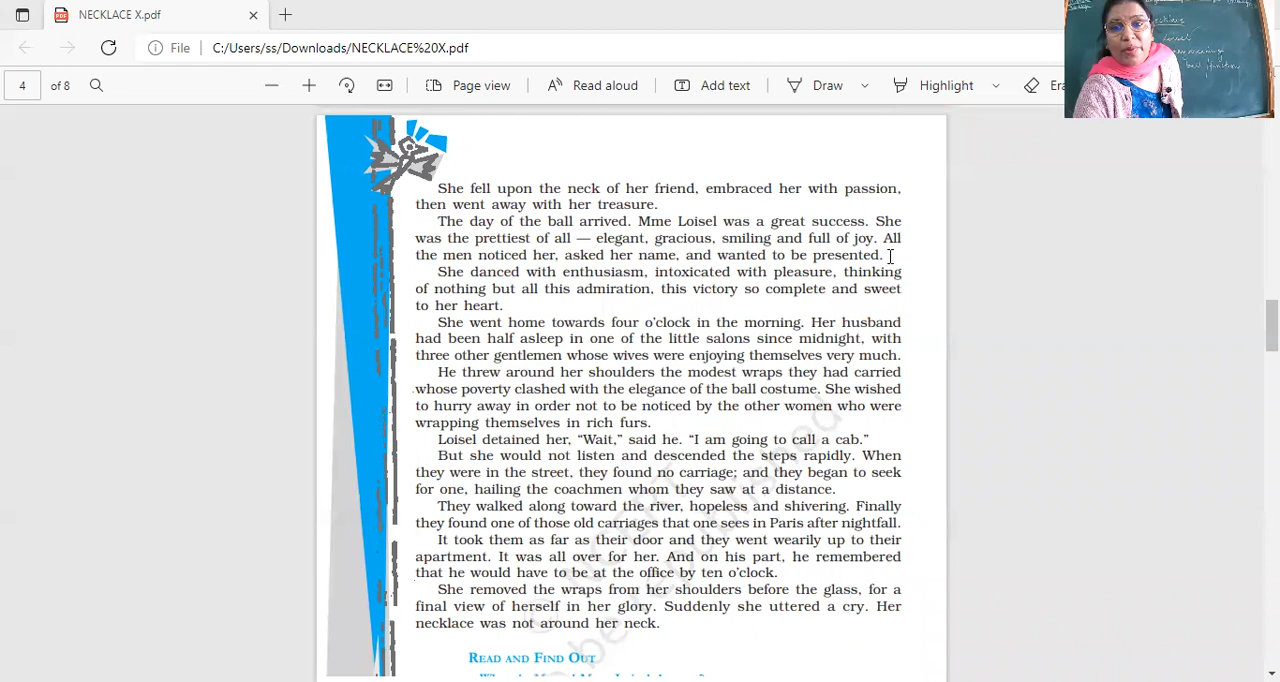 NECKLACE X.pdf
File C:/Users/ss/Downloads/NECKLACE%20X.pdf
4 of 8 Page view Read aloud Add text Draw Highlight Era
She fell upon the neck of her friend, embraced her with passion,
then went away with her treasure.
The day of the ball arrived. Mme Loisel was a great success. She
was the prettiest of all — elegant, gracious, smiling and full of joy. All
the men noticed her, asked her name, and wanted to be presented.
She danced with enthusiasm, intoxicated with pleasure, thinking
of nothing but all this admiration, this victory so complete and sweet
to her heart.
She went home towards four o’clock in the morning. Her husband
had been half asleep in one of the little salons since midnight, with
three other gentlemen whose wives were enjoying themselves very much.
He threw around her shoulders the modest wraps they had carried
whose poverty clashed with the elegance of the ball costume. She wished
to hurry away in order not to be noticed by the other women who were
wrapping themselves in rich furs.
Loisel detained her, “Wait,” said he. “I am going to call a cab.”
But she would not listen and descended the steps rapidly. When
they were in the street, they found no carriage; and they began to seek
for one, hailing the coachmen whom they saw at a distance.
They walked along toward the river, hopeless and shivering. Finally
they found one of those old carriages that one sees in Paris after nightfall.
It took them as far as their door and they went wearily up to their
apartment. It was all over for her. And on his part, he remembered
that he would have to be at the office by ten o’clock.
She removed the wraps from her shoulders before the glass, for a
final view of herself in her glory. Suddenly she uttered a cry. Her
necklace was not around her neck.
READ AND FIND OUT